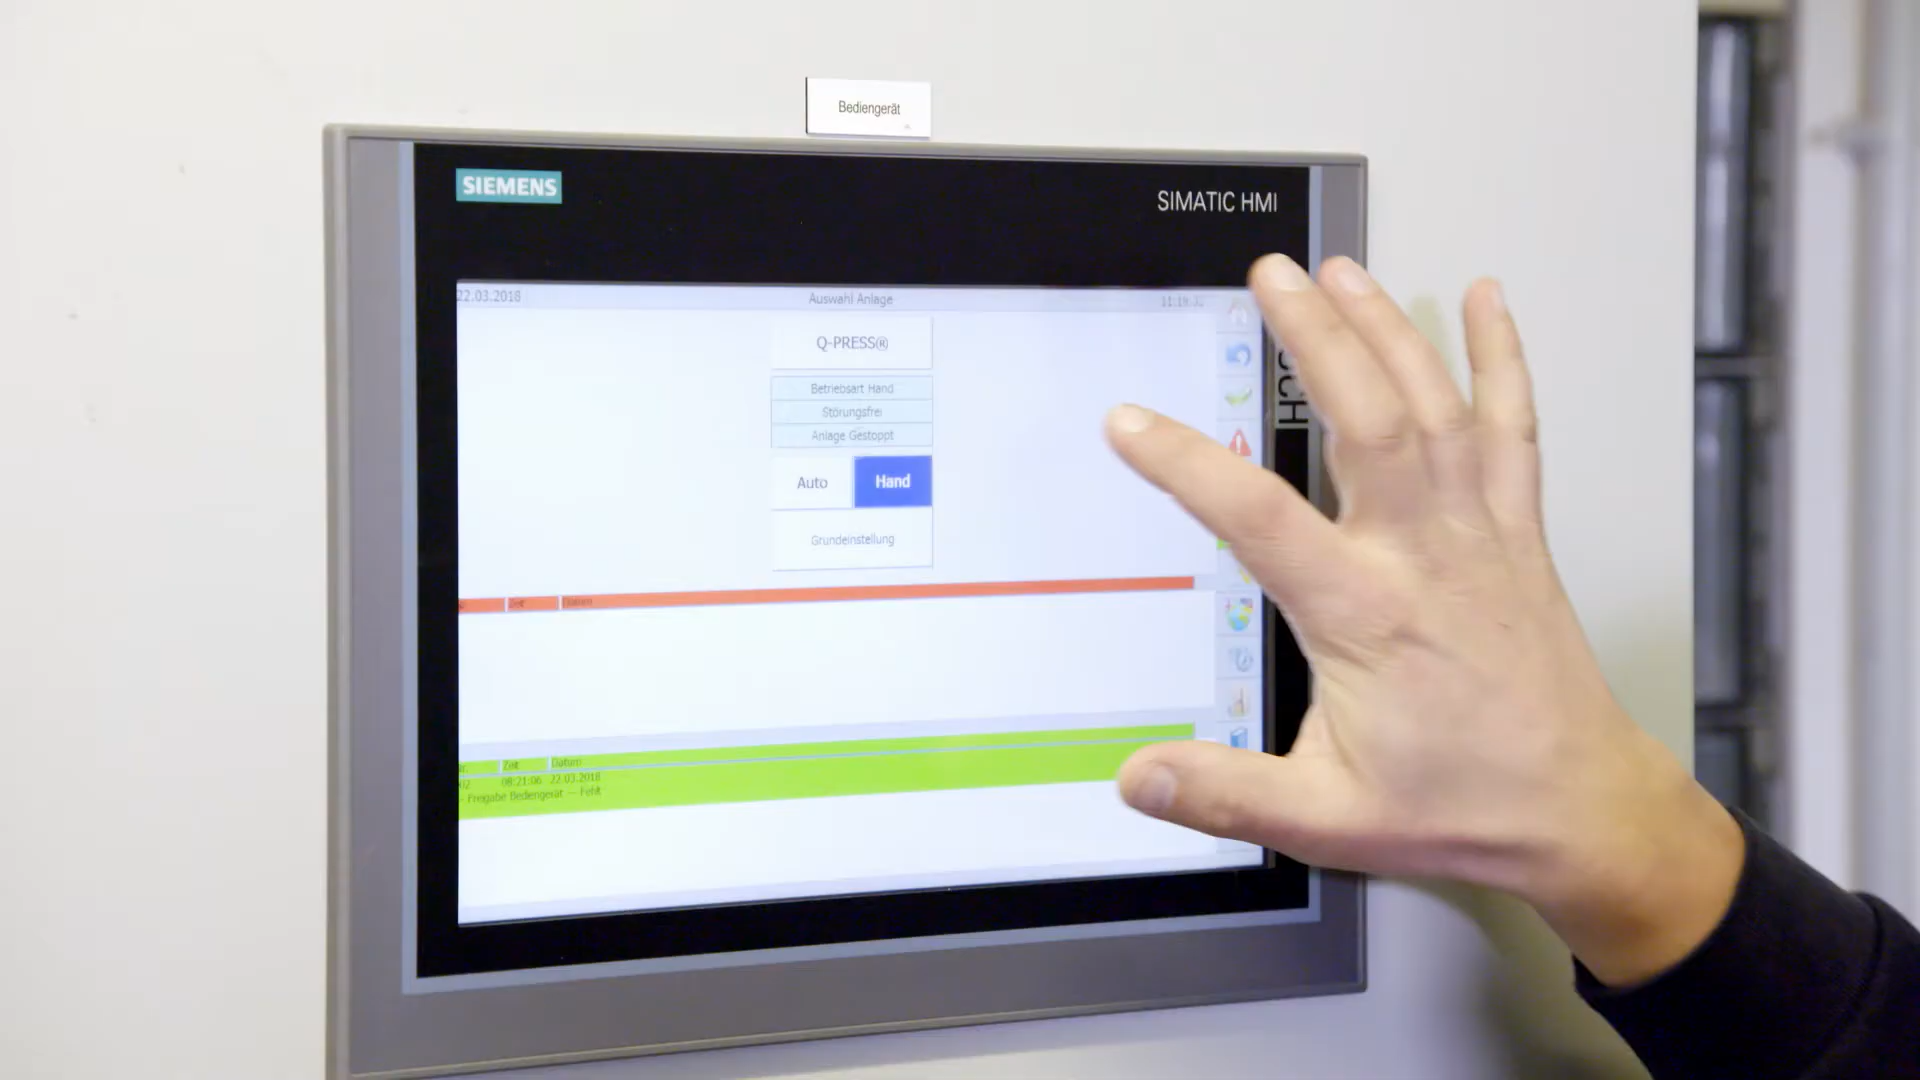 Bediengerät
SIEMENS
SIMATIC HMI
22.03.2018
Auswahl Anlage
Q-PRESS®
Betriebsart Hand
Störungsfrei
Anlage Gestoppt
Auto
Hand
Grundeinstellung
Zeit
Datum
Zeit
Datum
08:21:06 22.03.2018
- Freigabe Bediengerät -- Fehlt